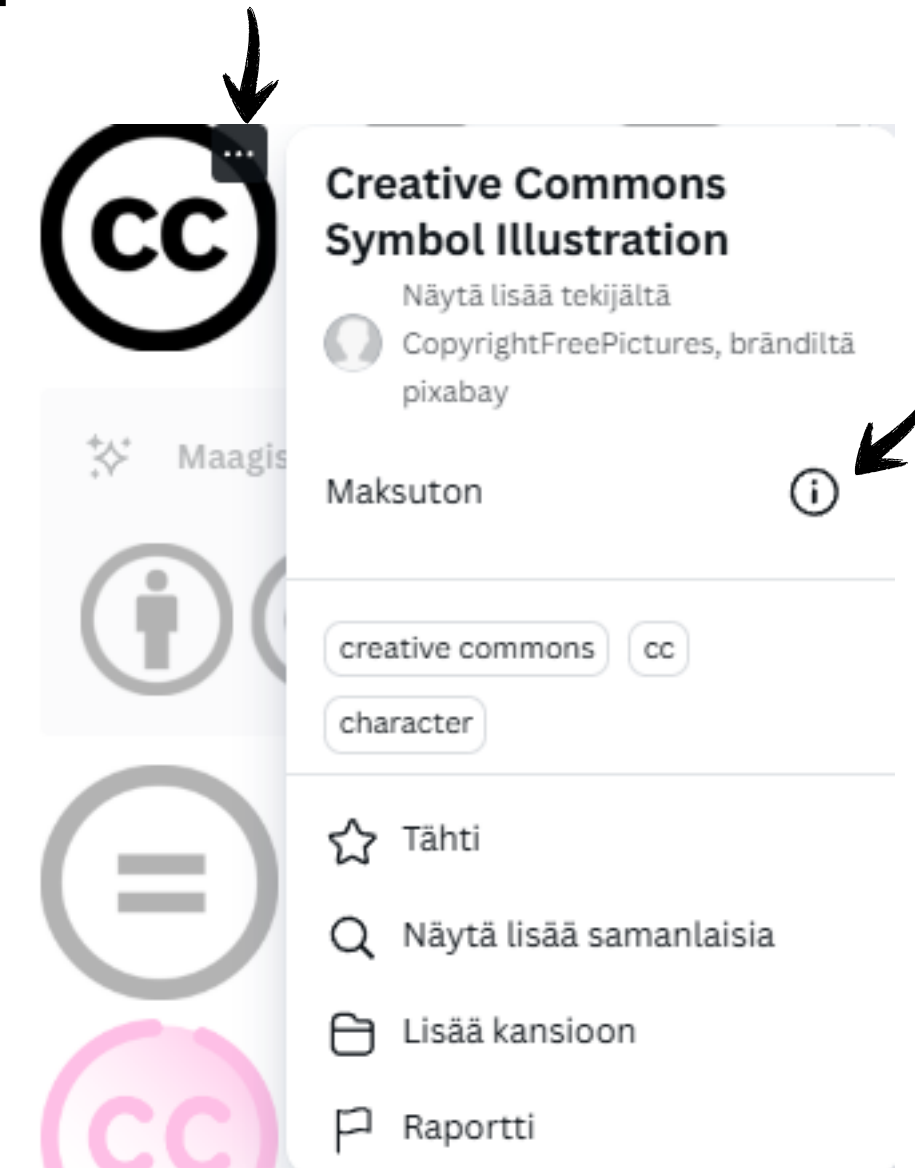 CC
Creative Commons
Symbol Illustration
Näytä lisää tekijältä
CopyrightFreePictures, brändiltä
pixabay
Maagis
Maksuton
creative commons cc
character
Tähti
Näytä lisää samanlaisia
Lisää kansioon
Raportti
CC